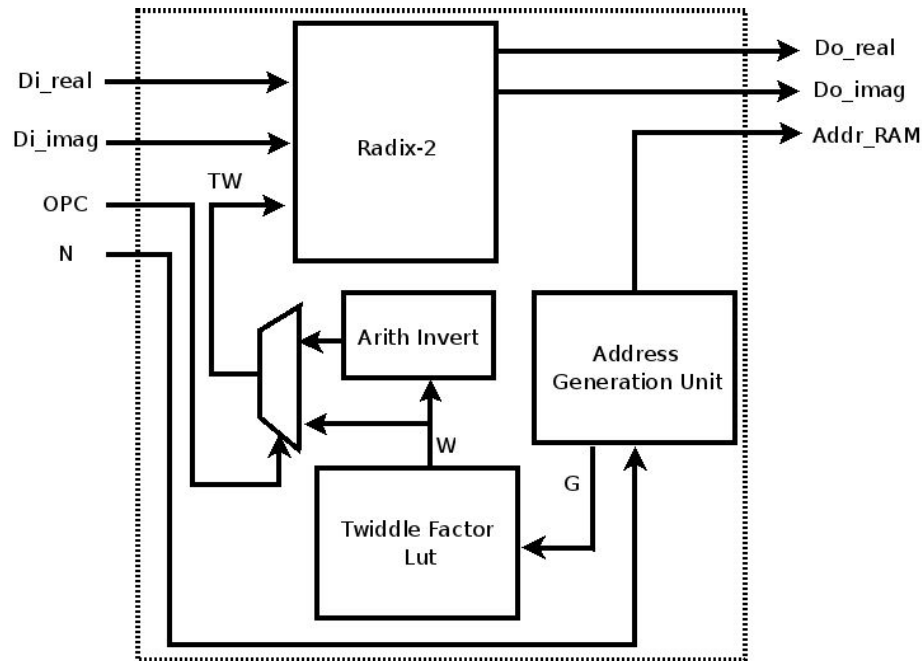 Di_real
Di_imag
OPC
N
TW
Radix-2
Do_real
Do_imag
Addr_RAM
Arith Invert
Address
Generation Unit
W
G
Twiddle Factor
Lut